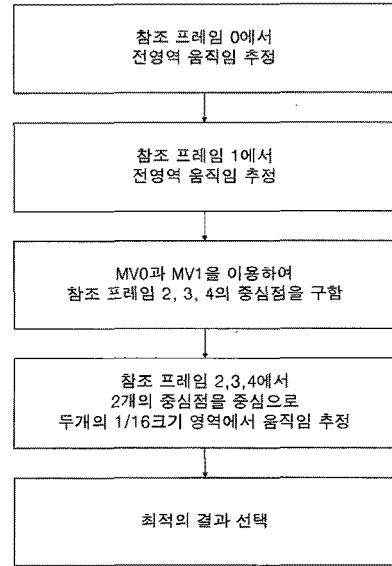 참조 프레임 0에서
전영역 움직임 추정
참조 프레임 1에서
전영역 움직임 추정
MV0과 MV1을 이용하여
참조 프레임 2, 3, 4의 중심점을 구함
참조 프레임 2,3,4에서
2개의 중심점을 중심으로
두개의 1/16크기 영역에서 움직임 추정
최적의 결과 선택